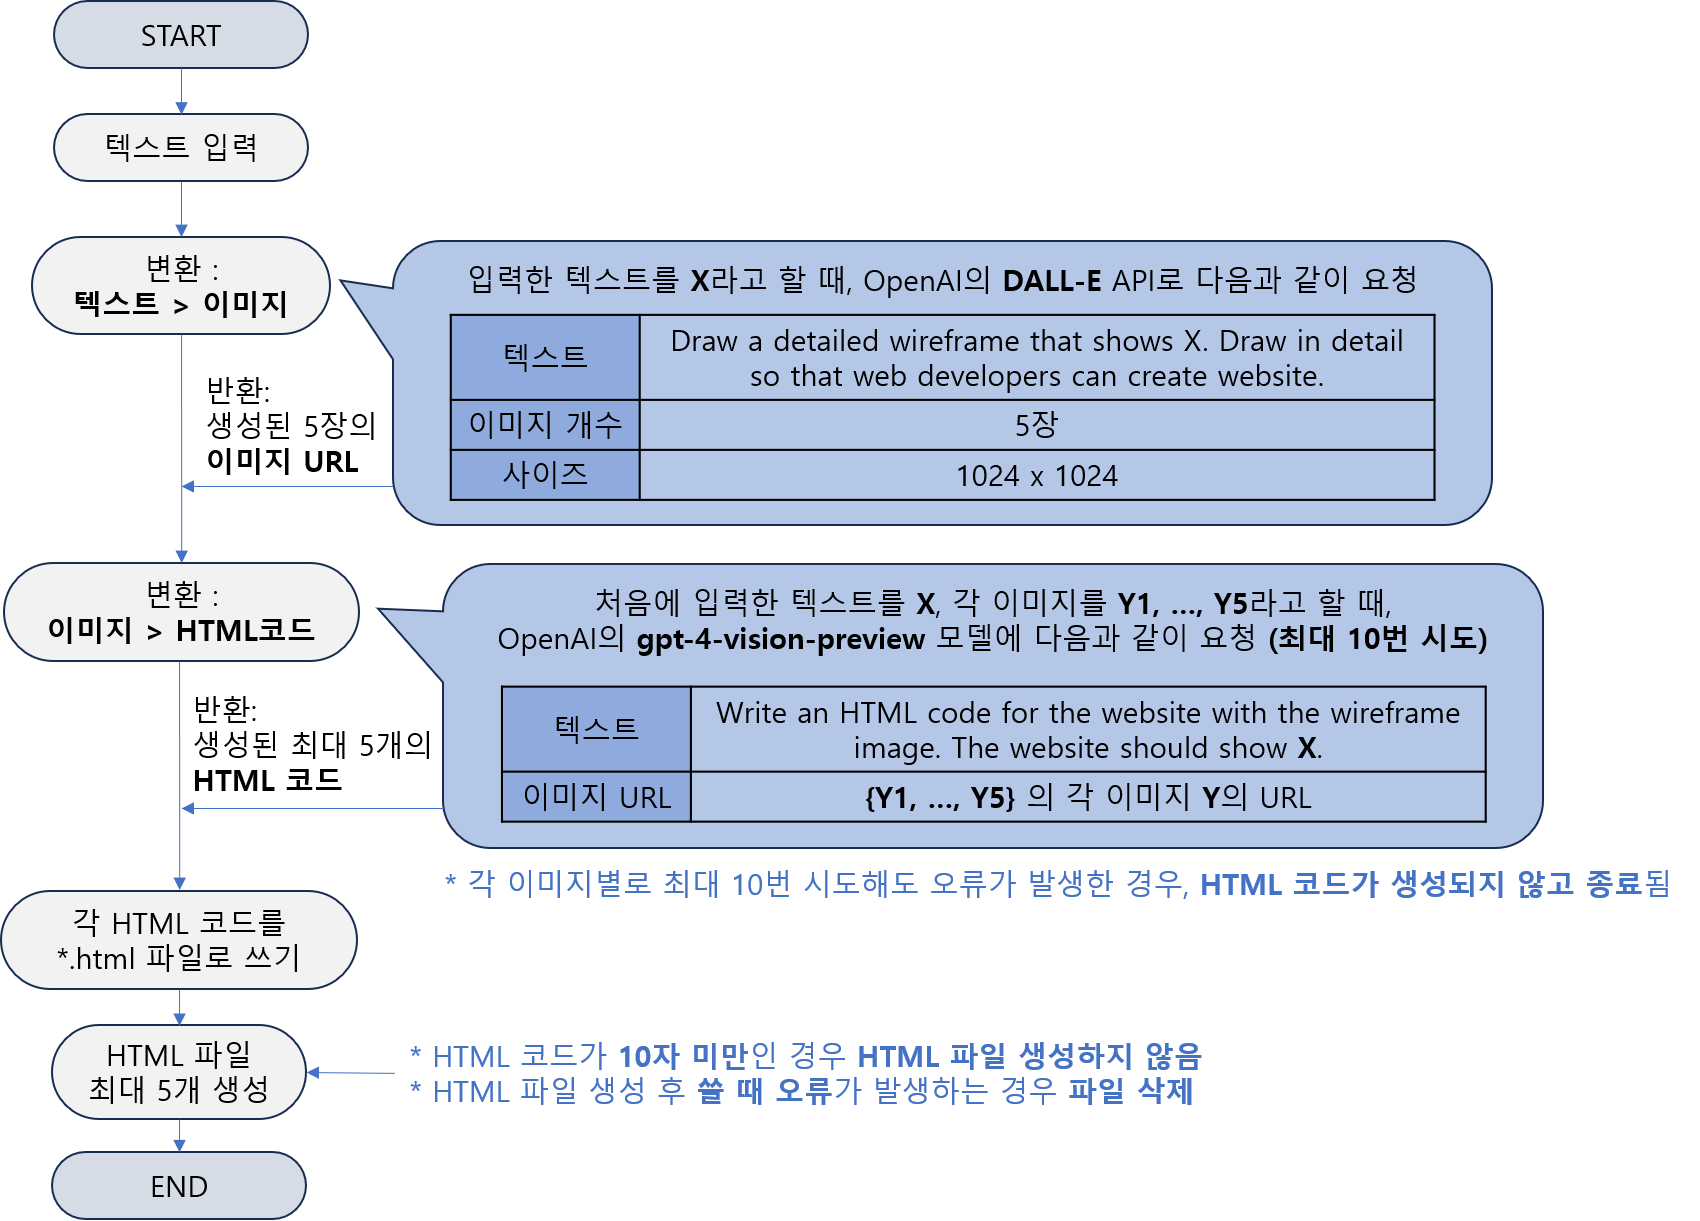 START
텍스트 입력
변환 :
텍스트 > 이미지
입력한 텍스트를 X라고 할 때, OpenAI의 DALL-E API로 다음과 같이 요청
텍스트
Draw a detailed wireframe that shows X. Draw in detail
so that web developers can create website.
이미지 개수
5장
사이즈
1024 x 1024
반환:
생성된 5장의
이미지 URL
변환 :
이미지 > HTML코드
처음에 입력한 텍스트를 X, 각 이미지를 Y1, ..., Y5라고 할 때,
OpenAI의 gpt-4-vision-preview 모델에 다음과 같이 요청 (최대 10번 시도)
텍스트
Write an HTML code for the website with the wireframe
image. The website should show X.
이미지 URL
{Y1, ..., Y5} 의 각 이미지 Y의 URL
반환:
생성된 최대 5개의
HTML 코드
* 각 이미지별로 최대 10번 시도해도 오류가 발생한 경우, HTML 코드가 생성되지 않고 종료됨
각 HTML 코드를
*.html 파일로 쓰기
HTML 파일
최대 5개 생성
* HTML 코드가 10자 미만인 경우 HTML 파일 생성하지 않음
* HTML 파일 생성 후 쓸 때 오류가 발생하는 경우 파일 삭제
END